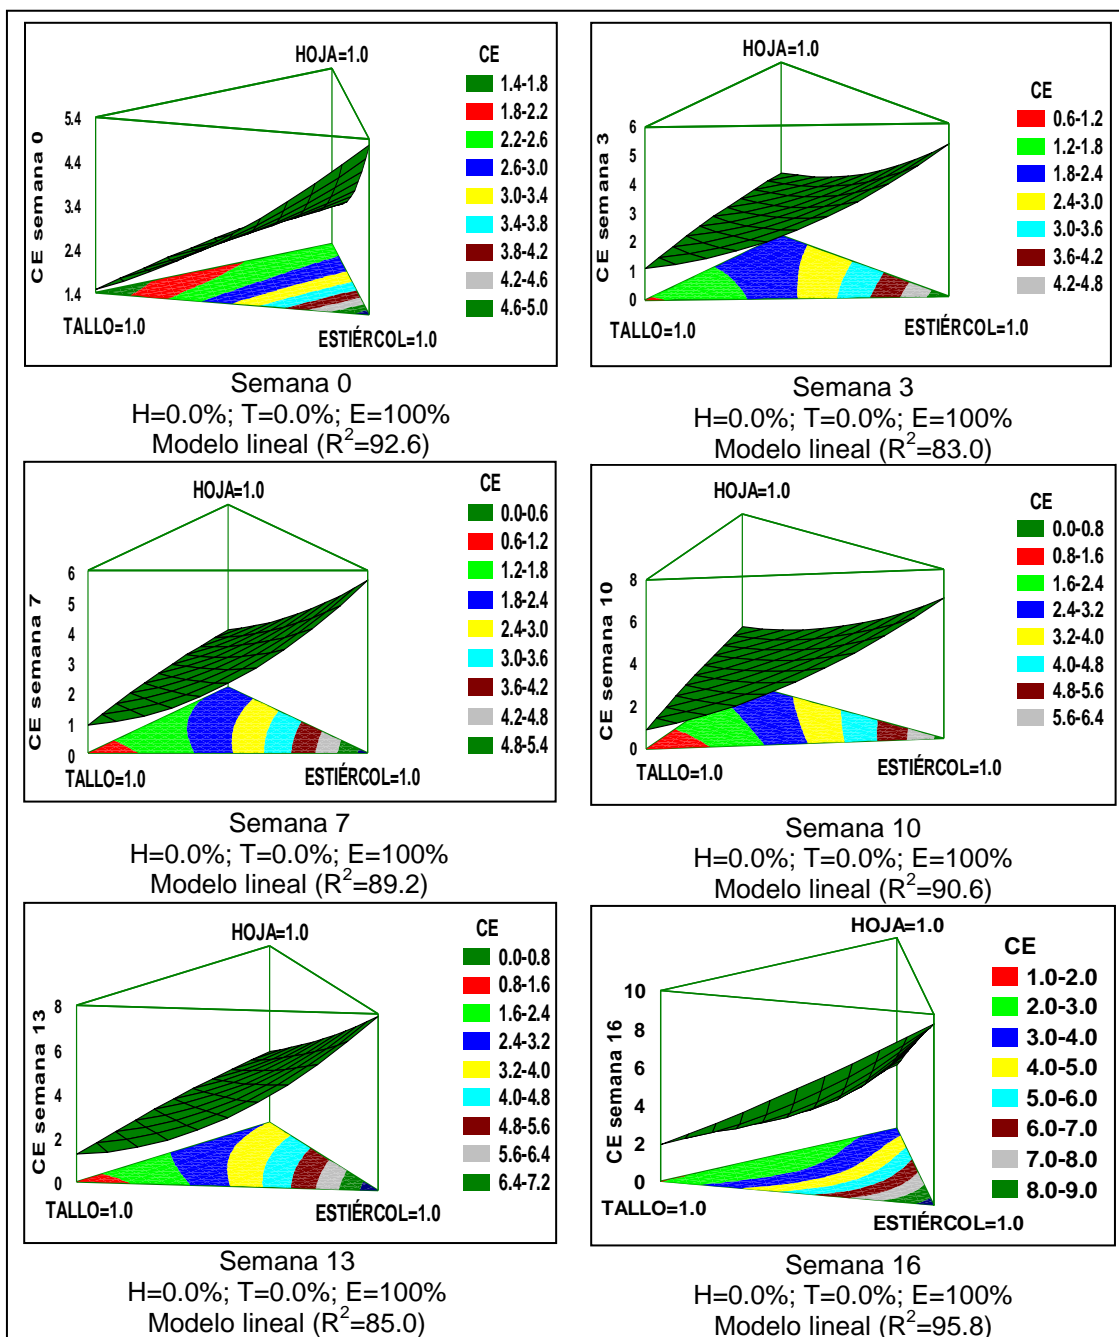 HOJA=1.0
CE
1.4-1.8
1.8-2.2
2.2-2.6
2.6-3.0
3.0-3.4
3.4-3.8
3.8-4.2
4.2-4.6
4.6-5.0
CE semana 0
5.4
4.4
3.4
2.4
1.4
TALLO=1.0
ESTIÉRCOL=1.0
Semana 0
H=0.0%; T=0.0%; E=100%
Modelo lineal (R²=92.6)
HOJA=1.0
CE
0.6-1.2
1.2-1.8
1.8-2.4
2.4-3.0
3.0-3.6
3.6-4.2
4.2-4.8
CE semana 3
6
5
4
3
2
1
0
TALLO=1.0
ESTIÉRCOL=1.0
Semana 3
H=0.0%; T=0.0%; E=100%
Modelo lineal (R²=83.0)
HOJA=1.0
CE
0.0-0.6
0.6-1.2
1.2-1.8
1.8-2.4
2.4-3.0
3.0-3.6
3.6-4.2
4.2-4.8
4.8-5.4
CE semana 7
6
5
4
3
2
1
0
TALLO=1.0
ESTIÉRCOL=1.0
Semana 7
H=0.0%; T=0.0%; E=100%
Modelo lineal (R²=89.2)
HOJA=1.0
CE
0.0-0.8
0.8-1.6
1.6-2.4
2.4-3.2
3.2-4.0
4.0-4.8
4.8-5.6
5.6-6.4
CE semana 10
8
6
4
2
0
TALLO=1.0
ESTIÉRCOL=1.0
Semana 10
H=0.0%; T=0.0%; E=100%
Modelo lineal (R²=90.6)
HOJA=1.0
CE
0.0-0.8
0.8-1.6
1.6-2.4
2.4-3.2
3.2-4.0
4.0-4.8
4.8-5.6
5.6-6.4
6.4-7.2
CE semana 13
8
6
4
2
0
TALLO=1.0
ESTIÉRCOL=1.0
Semana 13
H=0.0%; T=0.0%; E=100%
Modelo lineal (R²=85.0)
HOJA=1.0
CE
1.0-2.0
2.0-3.0
3.0-4.0
4.0-5.0
5.0-6.0
6.0-7.0
7.0-8.0
8.0-9.0
CE semana 16
10
8
6
4
2
0
TALLO=1.0
ESTIÉRCOL=1.0
Semana 16
H=0.0%; T=0.0%; E=100%
Modelo lineal (R²=95.8)